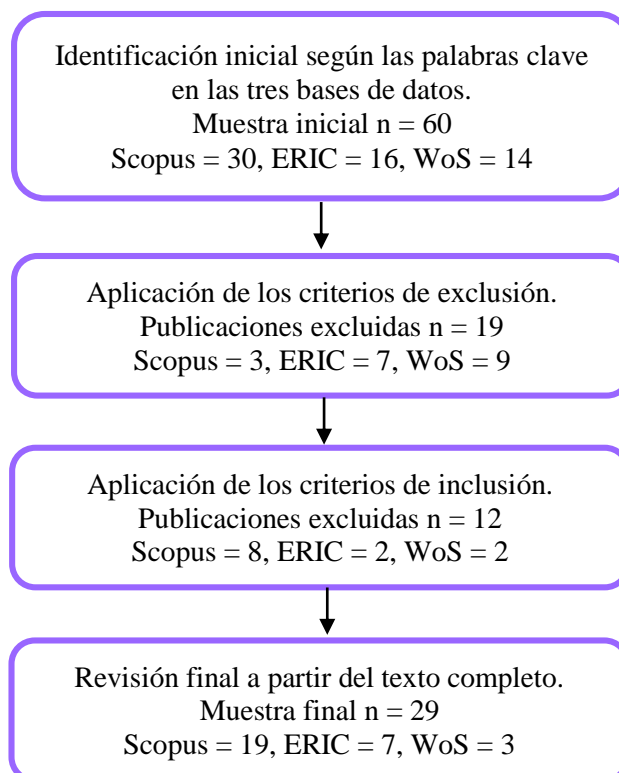 Identificación inicial según las palabras clave
en las tres bases de datos.
Muestra inicial n = 60
Scopus = 30, ERIC = 16, WoS = 14
Aplicación de los criterios de exclusión.
Publicaciones excluidas n = 19
Scopus = 3, ERIC = 7, WoS = 9
Aplicación de los criterios de inclusión.
Publicaciones excluidas n = 12
Scopus = 8, ERIC = 2, WoS = 2
Revisión final a partir del texto completo.
Muestra final n = 29
Scopus = 19, ERIC = 7, WoS = 3